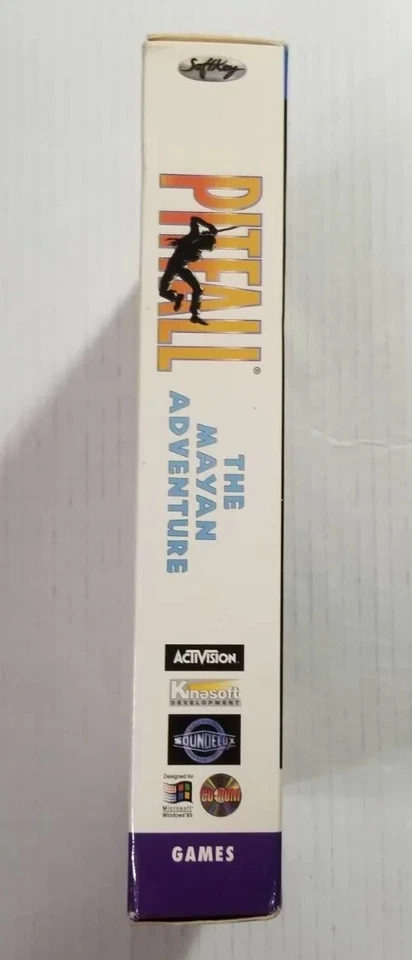 SoftKey
PITFALL®
THE
MAYAN
ADVENTURE
ACTIVISION
Kinesoft
DEVELOPMENT
SOUNDELUX
Designed for
Microsoft®
Windows®95
CD-ROM
GAMES